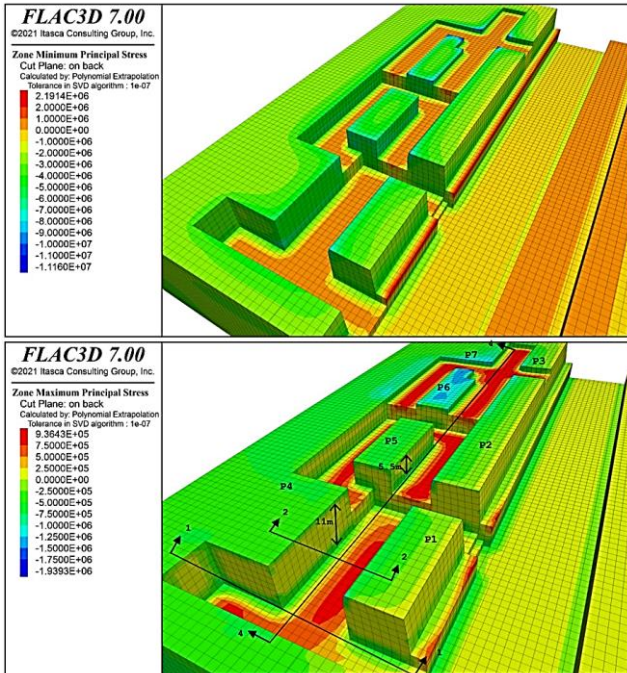 FLAC3D 7.00
©2021 Itasca Consulting Group, Inc.
Zone Minimum Principal Stress
Cut Plane: on back
Calculated by: Polynomial Extrapolation
Tolerance in SVD algorithm : 1e-07
2.1914E+06
2.0000E+06
0.0000E+00
-1.0000E+06
-2.0000E+06
-3.0000E+06
-4.0000E+06
-5.0000E+06
-6.0000E+06
-7.0000E+06
-8.0000E+06
-9.0000E+06
-1.0000E+07
-1.1000E+07
-1.1160E+07
FLAC3D 7.00
©2021 Itasca Consulting Group, Inc.
Zone Maximum Principal Stress
Cut Plane: on back
Calculated by: Polynomial Extrapolation
Tolerance in SVD algorithm : 1e-07
9.3643E+05
7.5000E+05
5.0000E+05
2.5000E+05
0.0000E+00
-2.5000E+05
-5.0000E+05
-7.5000E+05
-1.0000E+06
-1.2500E+06
-1.5000E+06
-1.7500E+06
-1.9393E+06
4
P7
P3
P6
P5
P2
5.5m
P4
11m
1
2
P1
2
4
1